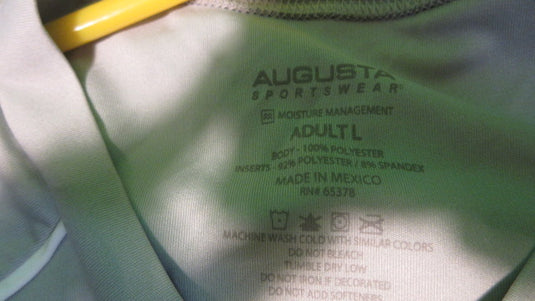 AUGUSTA
SPORTSWEAR®
MOISTURE MANAGEMENT
ADULT L
BODY - 100% POLYESTER
INSERTS - 92% POLYESTER / 8% SPANDEX
MADE IN MEXICO
RN# 65378
MACHINE WASH COLD WITH SIMILAR COLORS
DO NOT BLEACH
TUMBLE DRY LOW
DO NOT IRON IF DECORATED
DO NOT ADD SOFTENERS